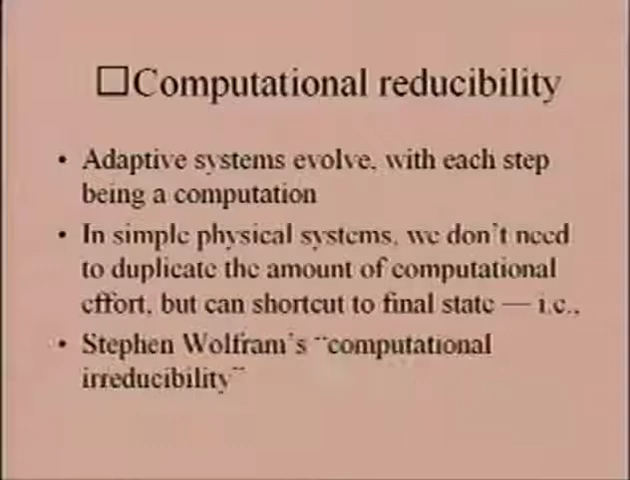 □Computational reducibility
• Adaptive systems evolve, with each step
being a computation
• In simple physical systems, we don't need
to duplicate the amount of computational
effort, but can shortcut to final state — i.e.,
• Stephen Wolfram's "computational
irreducibility"